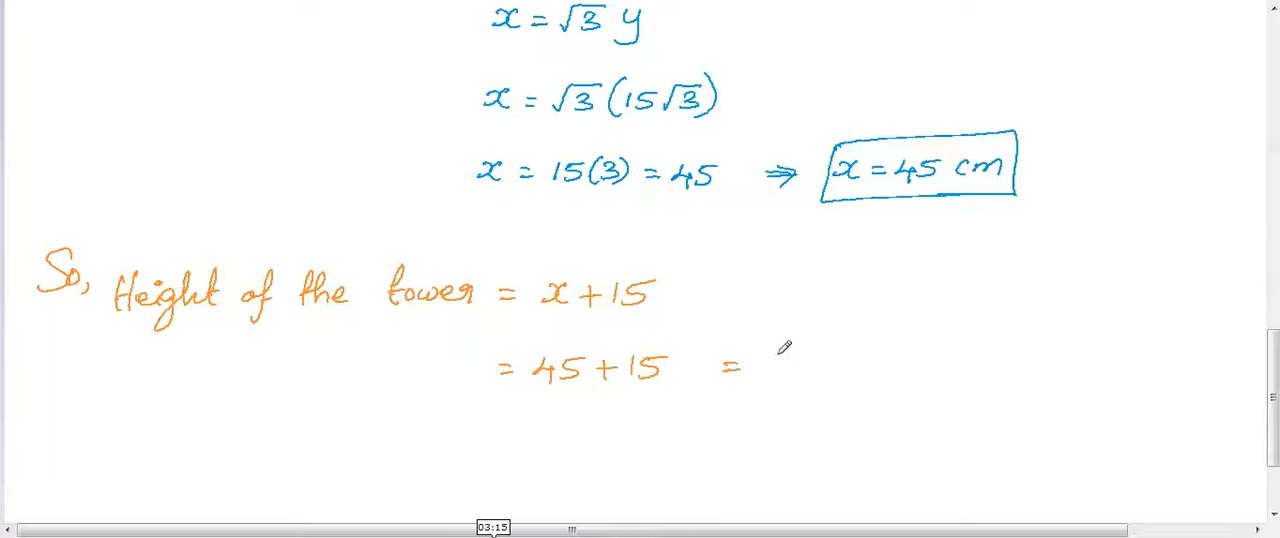 x = √3 y
x = √3 (15√3)
x = 15(3) = 45 ⇒ x = 45 cm
So, Height of the tower = x + 15
= 45 + 15 =
03:15